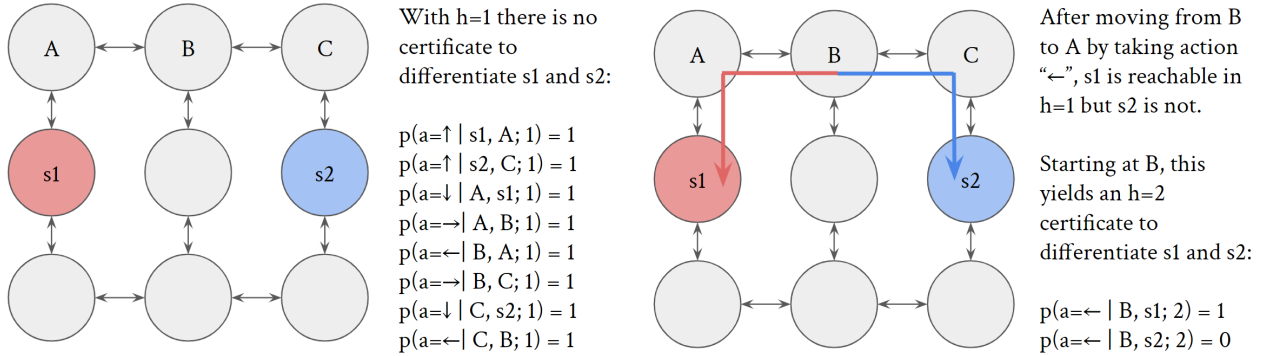 A
B
C
s1
s2
With h=1 there is no
certificate to
differentiate s1 and s2:
p(a=↑ | s1, A; 1) = 1
p(a=↑ | s2, C; 1) = 1
p(a=↓ | A, s1; 1) = 1
p(a=→| A, B; 1) = 1
p(a=←| B, A; 1) = 1
p(a=→| B, C; 1) = 1
p(a=↓ | C, s2; 1) = 1
p(a=←| C, B; 1) = 1
A
B
C
s1
s2
After moving from B
to A by taking action
“←”, s1 is reachable in
h=1 but s2 is not.
Starting at B, this
yields an h=2
certificate to
differentiate s1 and s2:
p(a=← | B, s1; 2) = 1
p(a=← | B, s2; 2) = 0